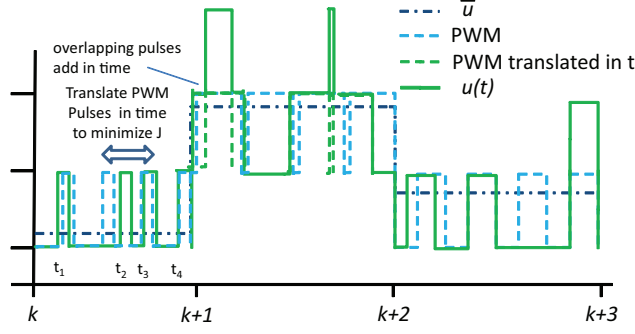 u
overlapping pulses
add in time
PWM
PWM translated in t
u(t)
Translate PWM
Pulses in time
to minimize J
t1
t2
t3
t4
k
k+1
k+2
k+3